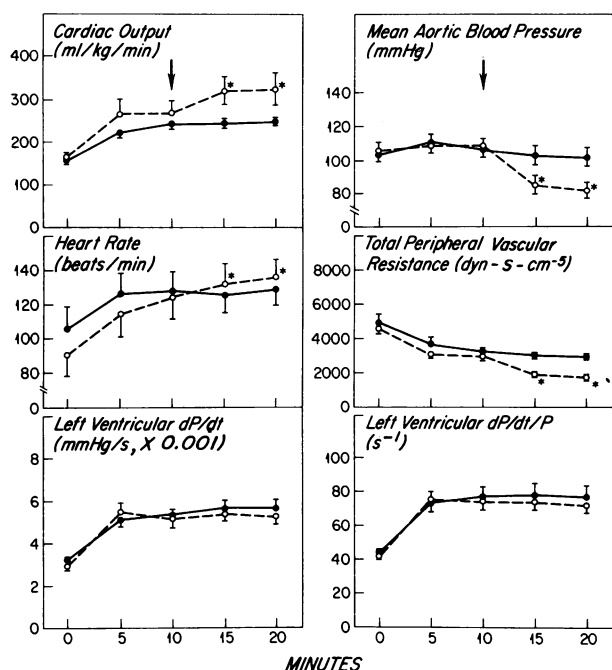 Cardiac Output
(ml/kg/min)
400
300
200
100
0
Mean Aortic Blood Pressure
(mmHg)
120
100
80
0
Heart Rate
(beats/min)
140
120
100
80
0
Total Peripheral Vascular
Resistance (dyn-s-cm⁻⁵)
8000
6000
4000
2000
0
Left Ventricular dP/dt
(mmHg/s, X 0.001)
8
6
4
2
0
0 5 10 15 20
Left Ventricular dP/dt/P
(s⁻¹)
100
80
60
40
20
0
0 5 10 15 20
MINUTES